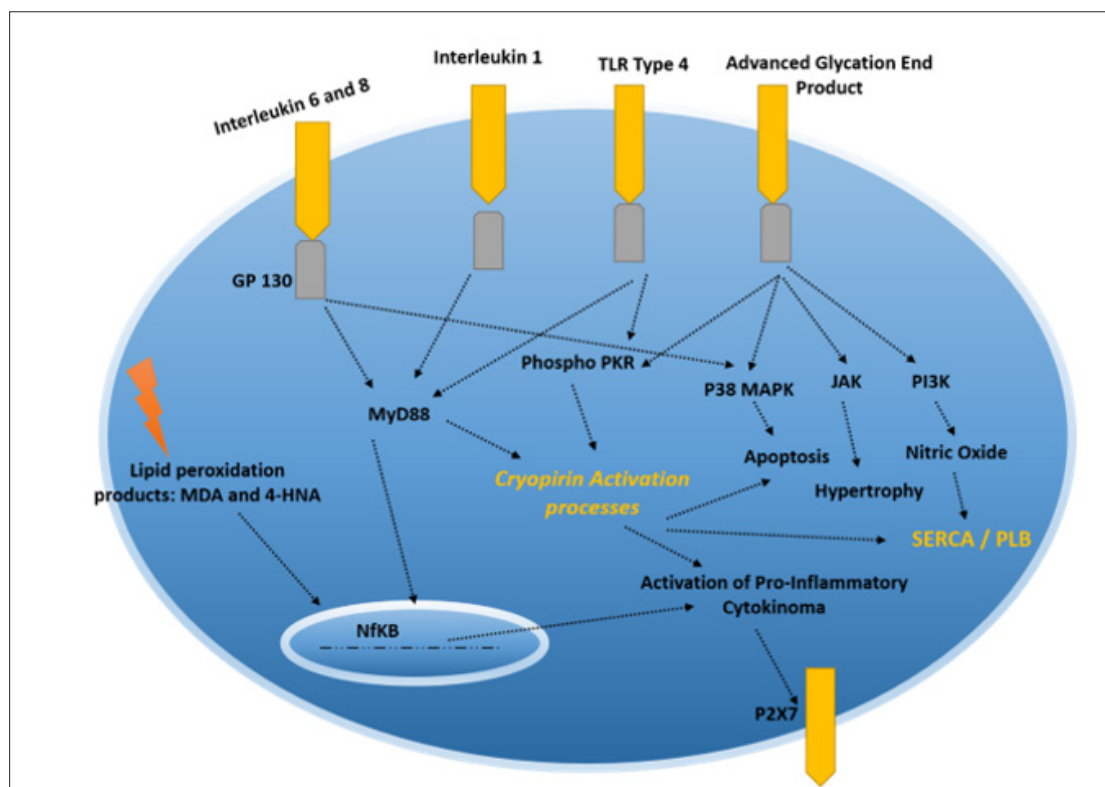 Interleukin 6 and 8
Interleukin 1
TLR Type 4
Advanced Glycation End
Product
GP 130
Phospho PKR
P38 MAPK
JAK
PI3K
MyD88
Lipid peroxidation
products: MDA and 4-HNA
Cryopirin Activation
processes
Apoptosis
Nitric Oxide
Hypertrophy
SERCA / PLB
Activation of Pro-Inflammatory
Cytokinoma
NfKB
P2X7